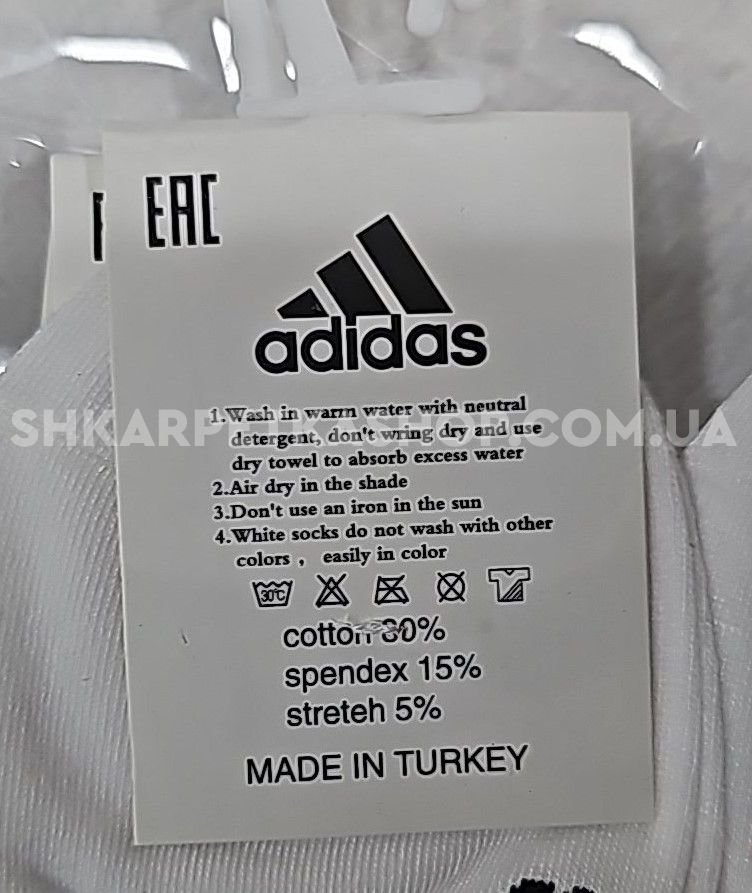 EAC
adidas
1.Wash in warm water with neutral
detergent, don't wring dry and use
dry towel to absorb excess water
2.Air dry in the shade
3.Don't use an iron in the sun
4.White socks do not wash with other
colors , easily in color
30°C
cotton 80%
spendex 15%
streteh 5%
MADE IN TURKEY
SHKARPETKASHOP.COM.UA